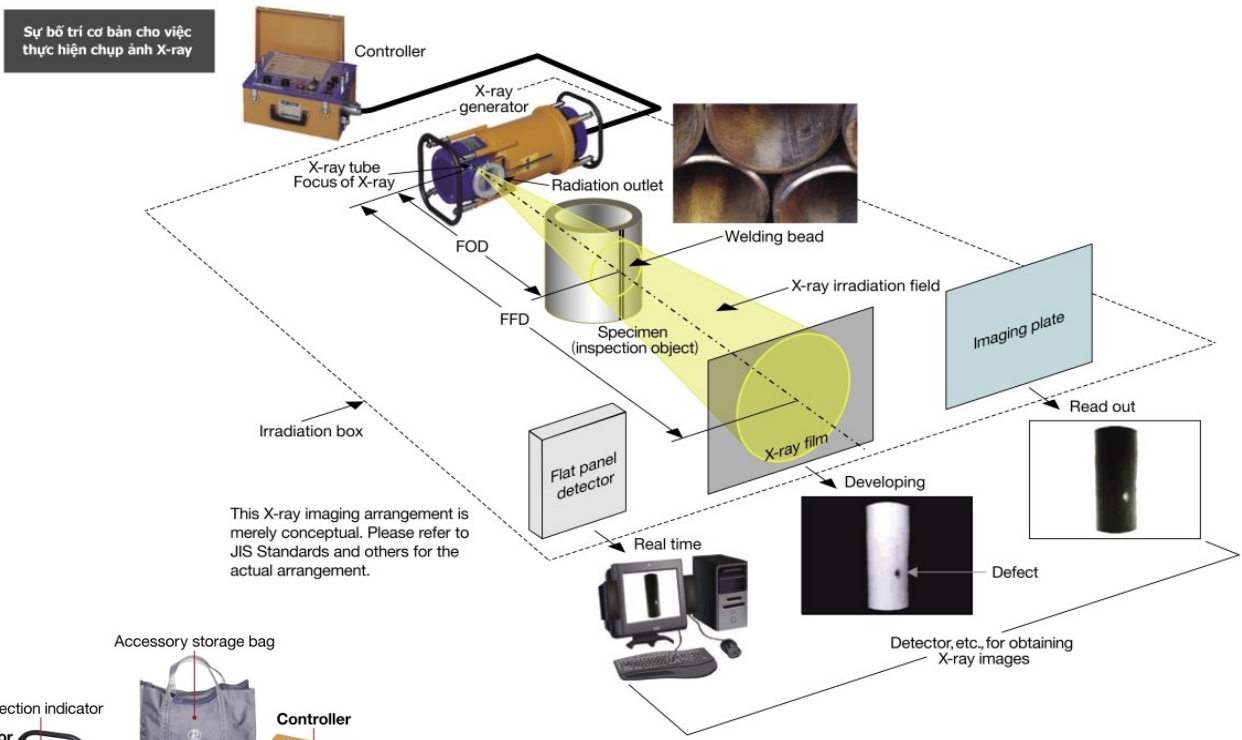 Sự bố trí cơ bản cho việc
thực hiện chụp ảnh X-ray
Controller
X-ray
generator
X-ray tube
Focus of X-ray
Radiation outlet
FOD
Welding bead
X-ray irradiation field
FFD
Specimen
(inspection object)
Imaging plate
Irradiation box
Read out
X-ray film
Flat panel
detector
Developing
This X-ray imaging arrangement is
merely conceptual. Please refer to
JIS Standards and others for the
actual arrangement.
Real time
Defect
Detector, etc., for obtaining
X-ray images
Accessory storage bag
ection indicator
or
Controller